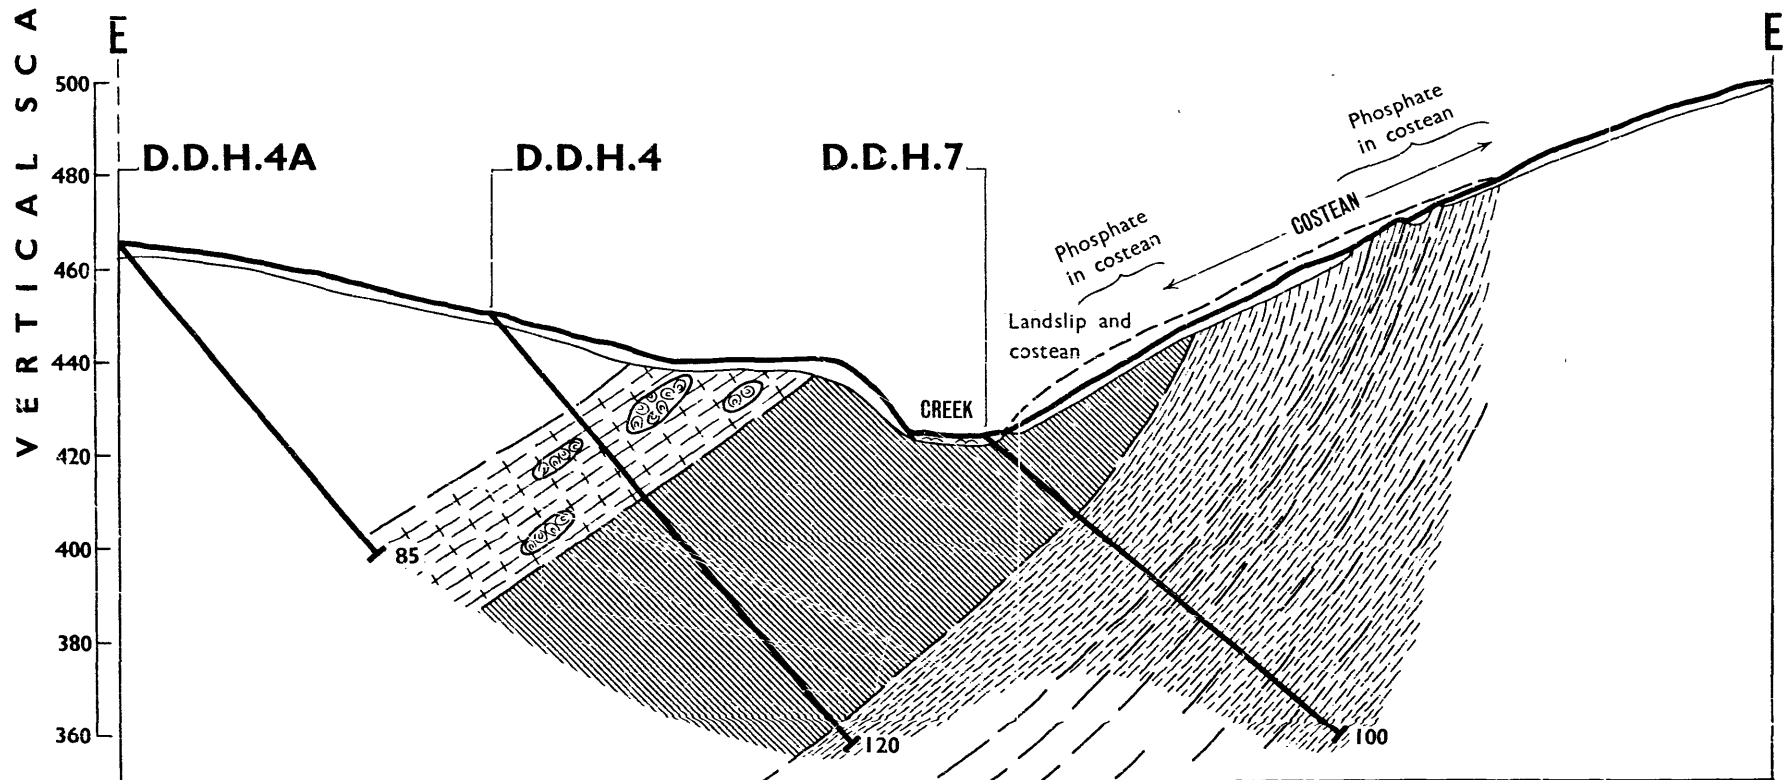 VERTICAL SCA
E
E
500
480
460
440
420
400
380
360
D.D.H.4A
D.D.H.4
D.D.H.7
Phosphate
in costean
COSTEAN
Phosphate
in costean
Landslip and
costean
CREEK
85
120
100